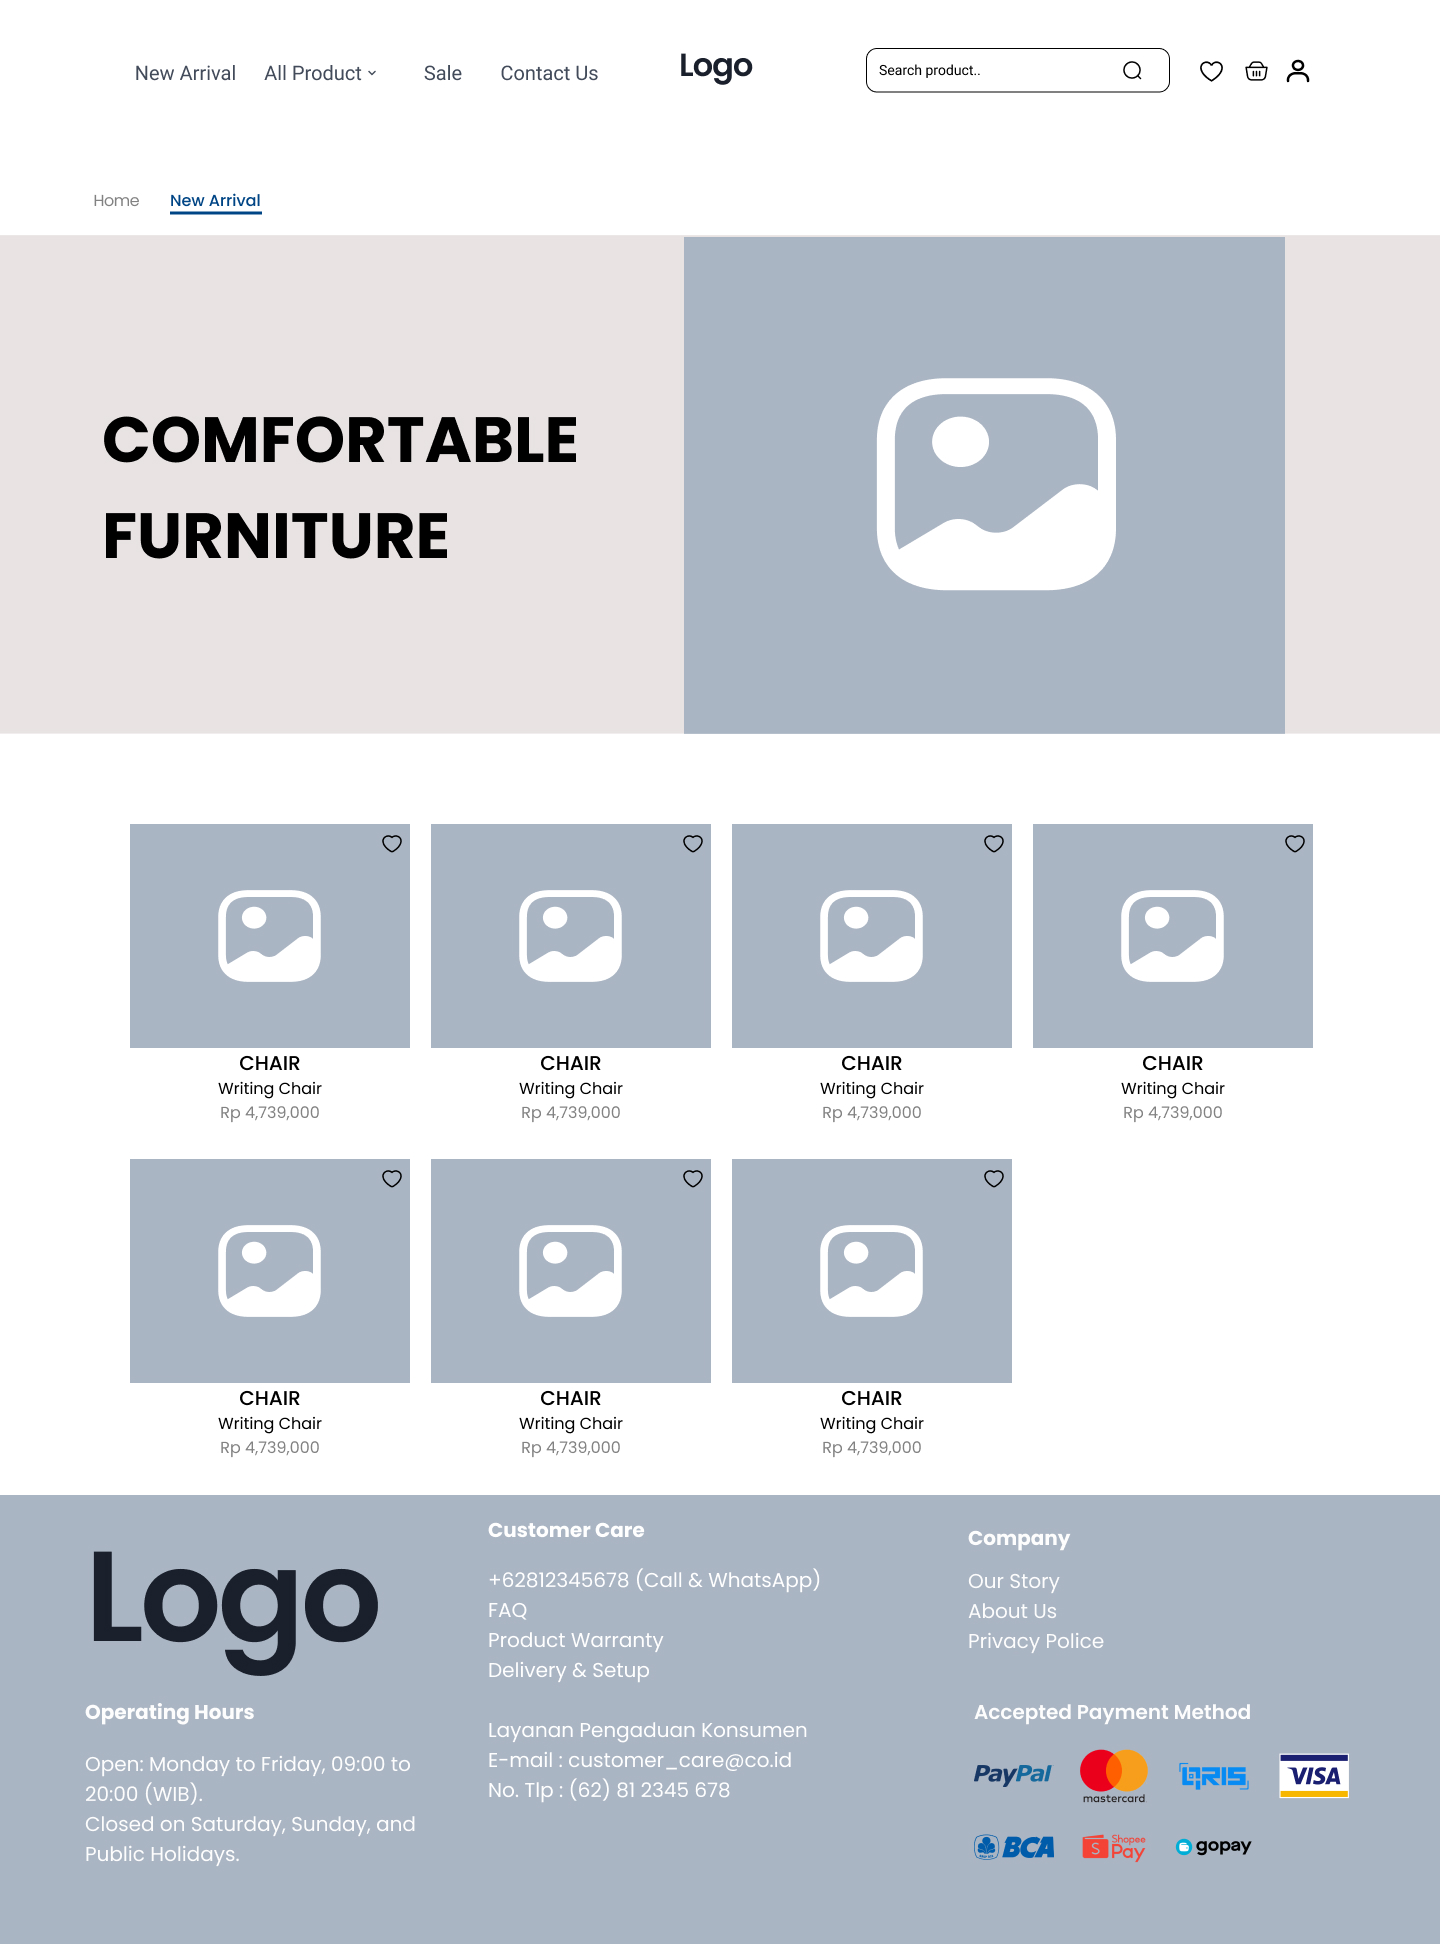 New Arrival
All Product
Sale
Contact Us
Logo
Search product..
Home
New Arrival
COMFORTABLE
FURNITURE
CHAIR
Writing Chair
Rp 4,739,000
CHAIR
Writing Chair
Rp 4,739,000
CHAIR
Writing Chair
Rp 4,739,000
CHAIR
Writing Chair
Rp 4,739,000
CHAIR
Writing Chair
Rp 4,739,000
CHAIR
Writing Chair
Rp 4,739,000
CHAIR
Writing Chair
Rp 4,739,000
Logo
Operating Hours
Open: Monday to Friday, 09:00 to
20:00 (WIB).
Closed on Saturday, Sunday, and
Public Holidays.
Customer Care
+62812345678 (Call & WhatsApp)
FAQ
Product Warranty
Delivery & Setup
Layanan Pengaduan Konsumen
E-mail : customer_care@co.id
No. Tlp : (62) 81 2345 678
Company
Our Story
About Us
Privacy Police
Accepted Payment Method
PayPal
mastercard
QRIS
VISA
BCA
S
Shopee
Pay
gopay